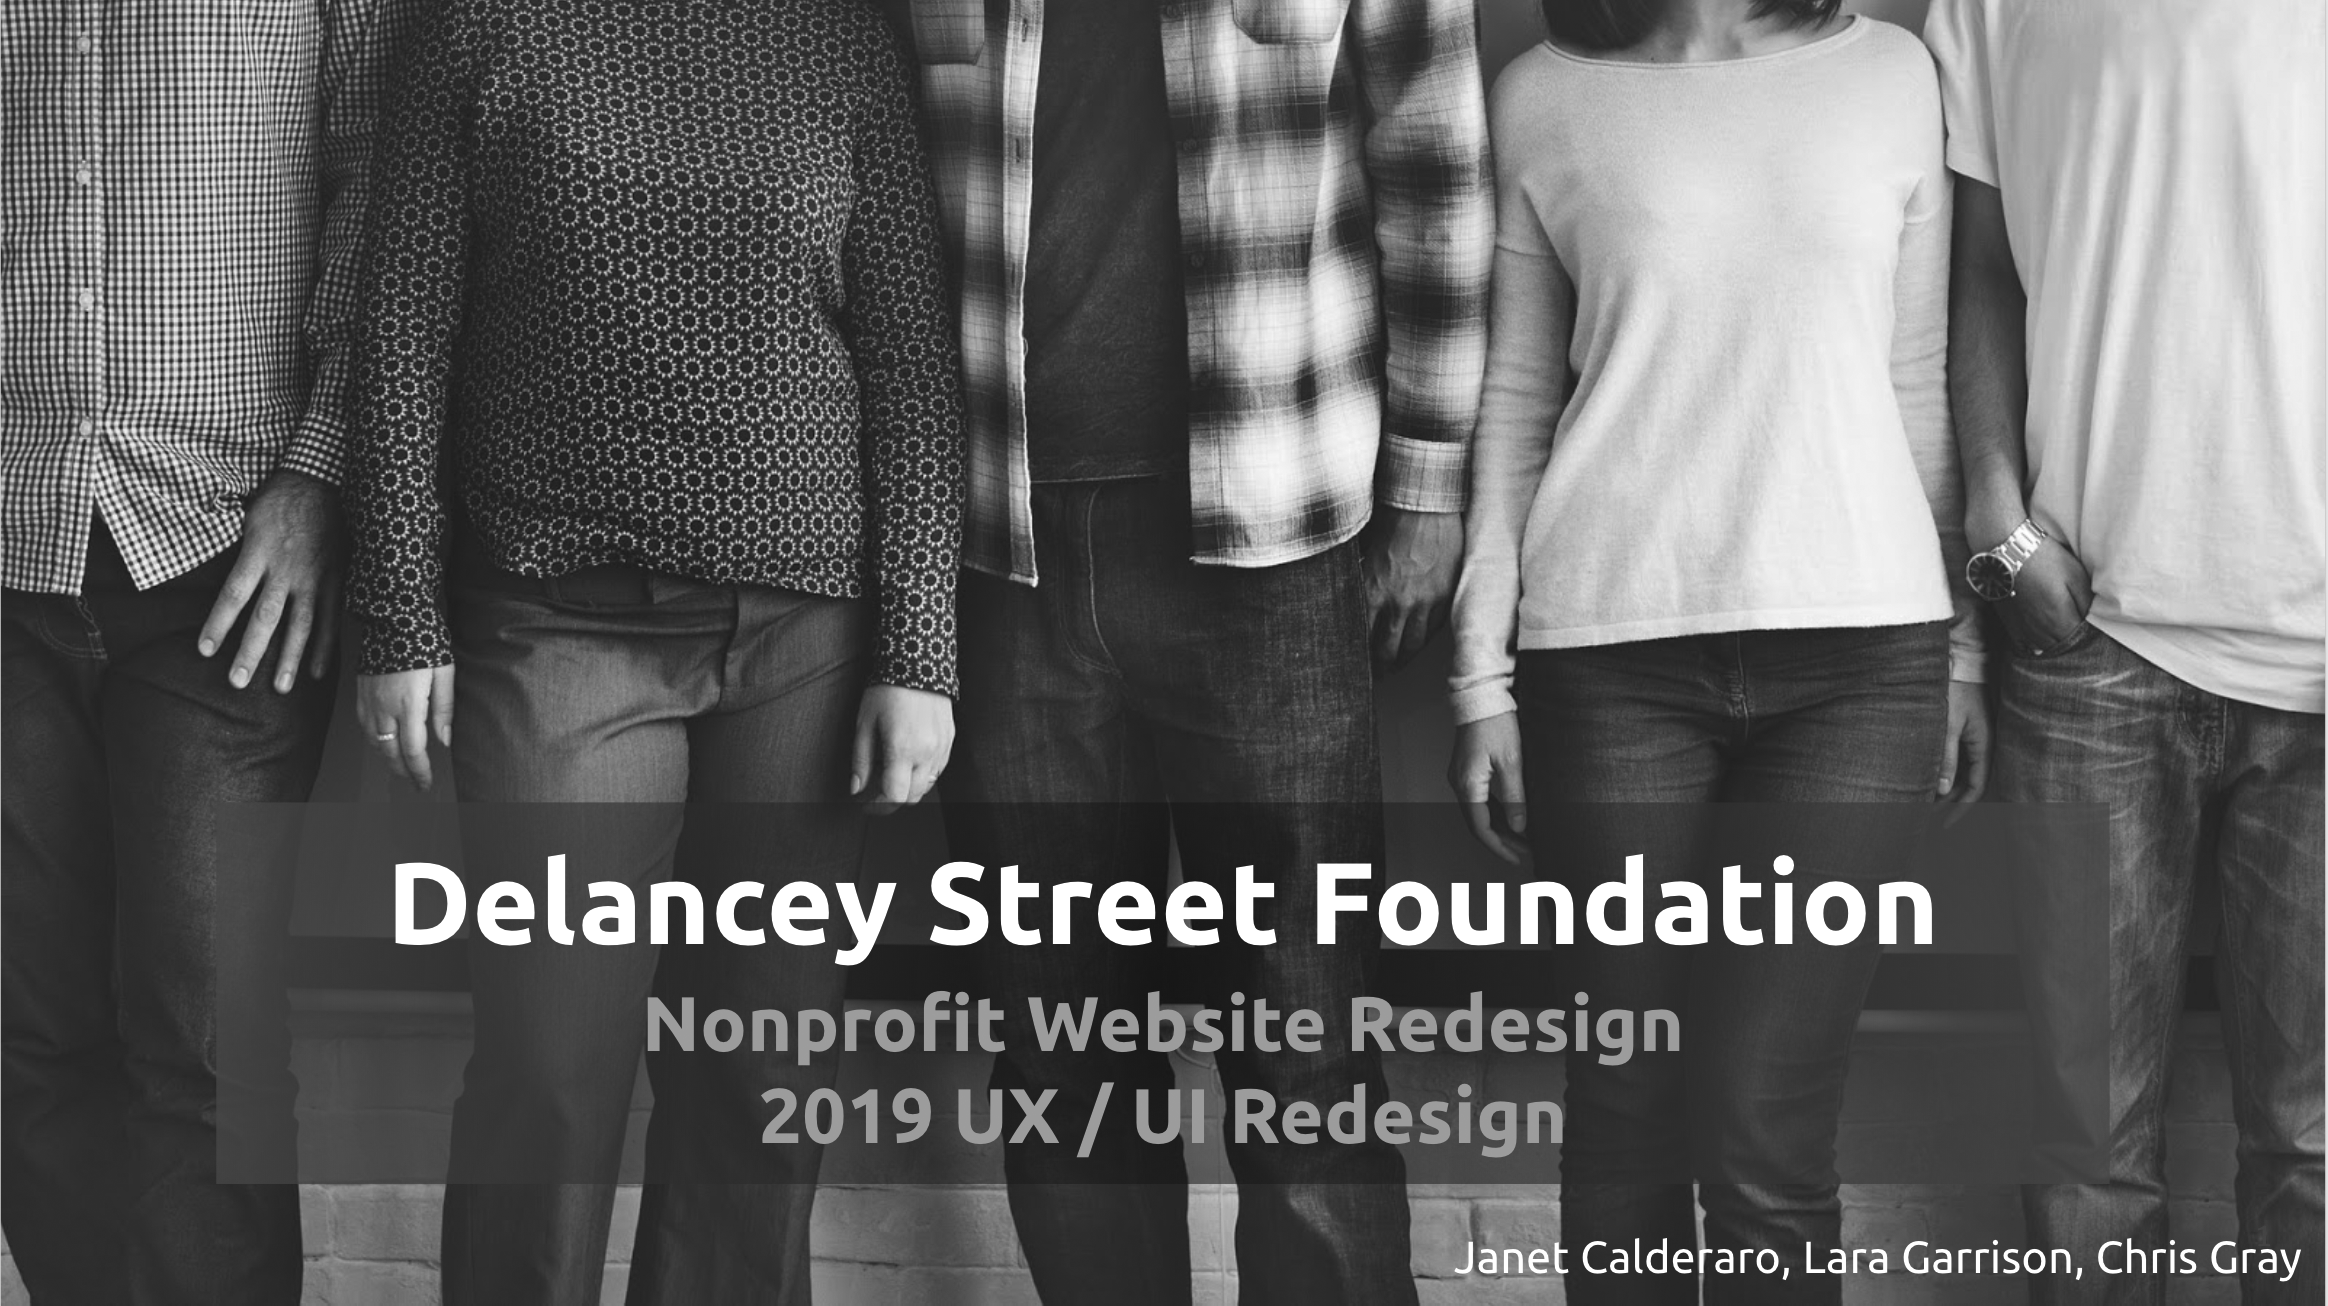 Delancey Street Foundation
Nonprofit Website Redesign
2019 UX / UI Redesign
Janet Calderaro, Lara Garrison, Chris Gray